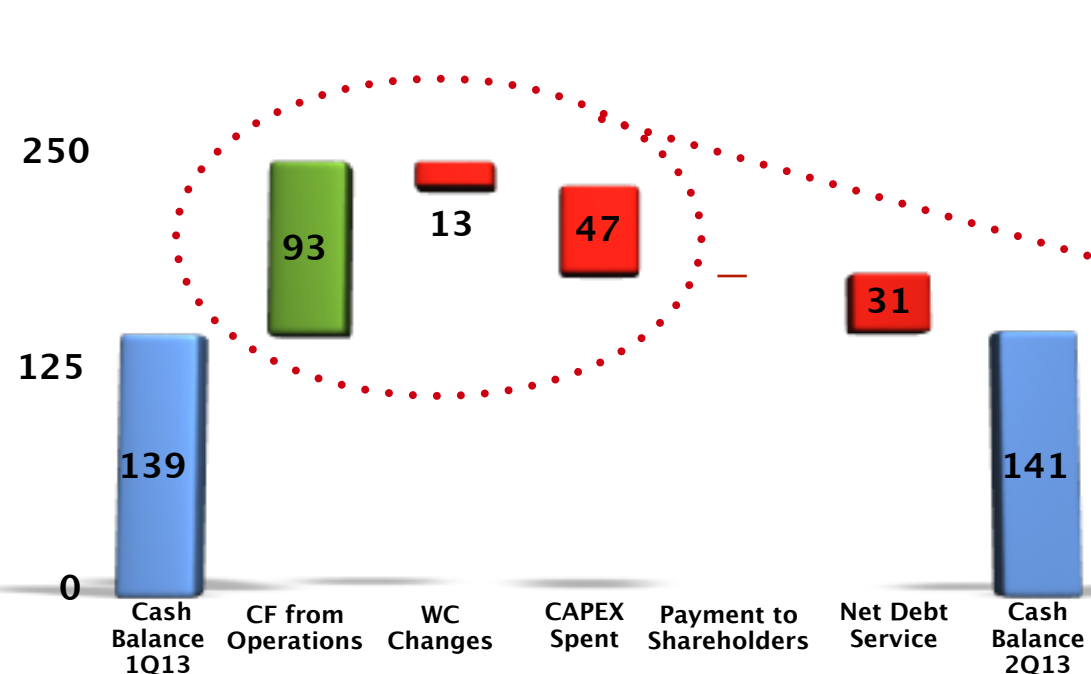 250
93
47
13
31
125
139
141
0
Cash
Balance
1Q13
CF from
Operations
WC
Changes
CAPEX
Spent
Payment to
Shareholders
Net Debt
Service
Cash
Balance
2Q13